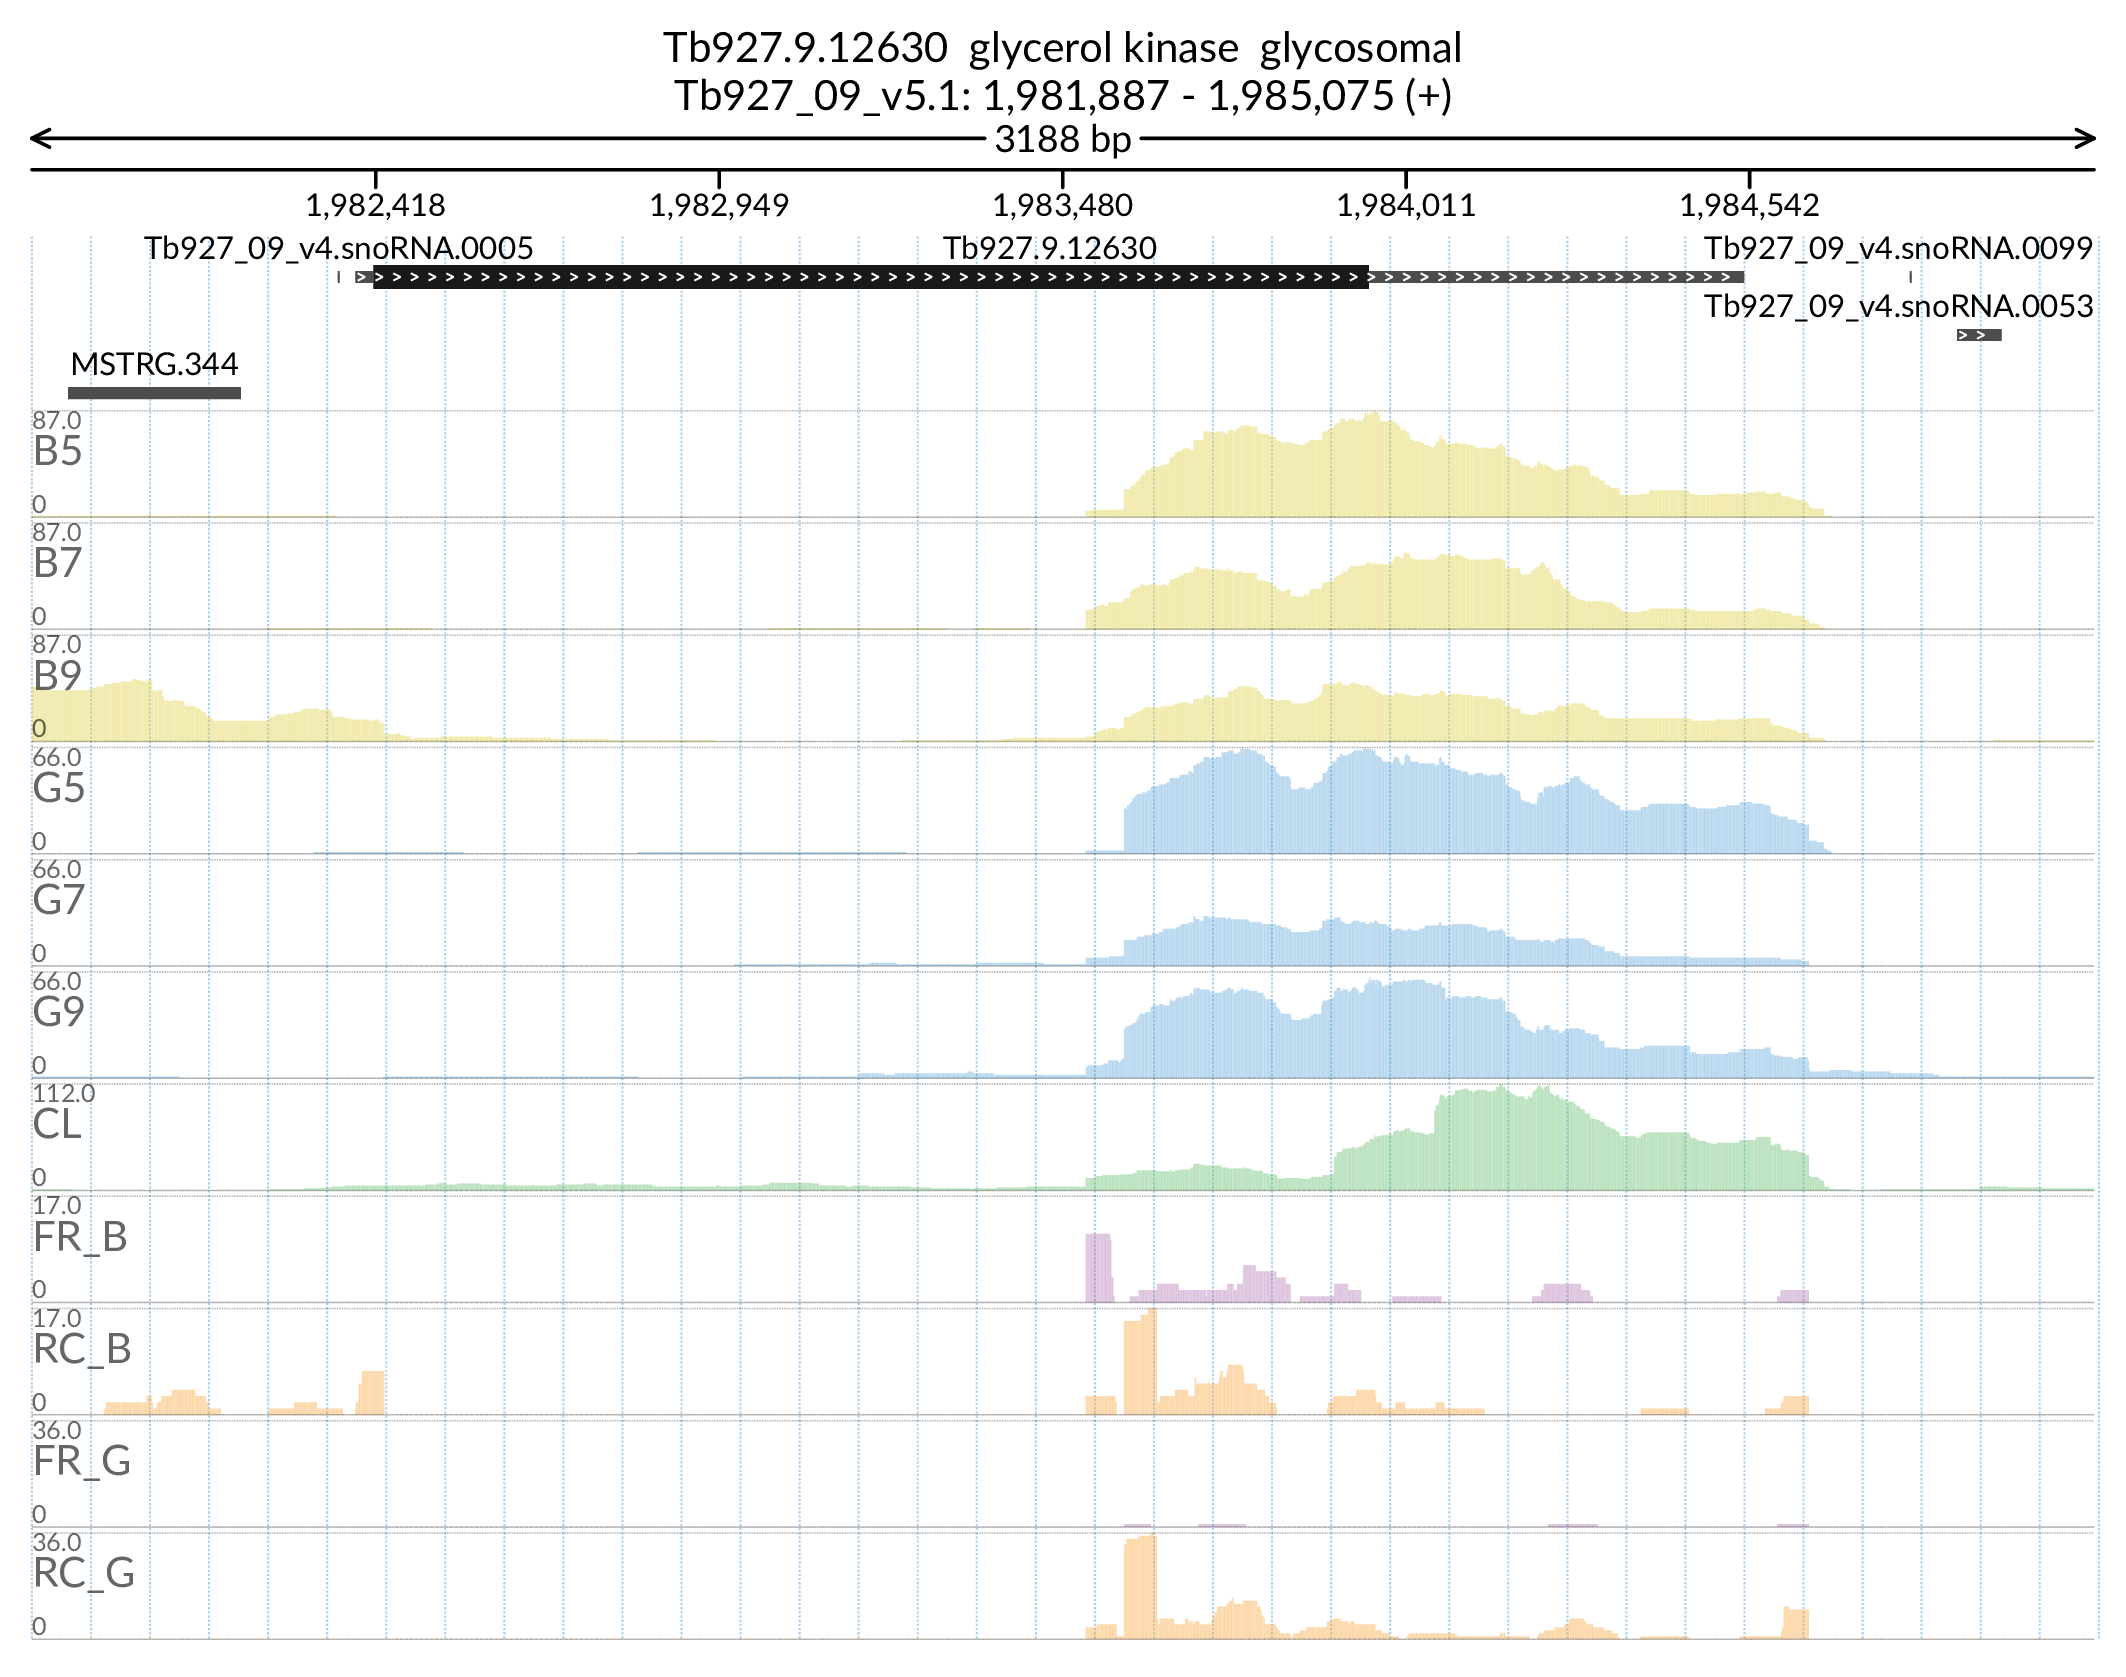 Tb927.9.12630 glycerol kinase glycosomal
Tb927_09_v5.1: 1,981,887 - 1,985,075 (+)
3188 bp
1,982,418 1,982,949 1,983,480 1,984,011 1,984,542
Tb927_09_v4.snoRNA.0005 Tb927.9.12630 Tb927_09_v4.snoRNA.0099
Tb927_09_v4.snoRNA.0053
MSTRG.344
87.0
B5
0
87.0
B7
0
87.0
B9
0
66.0
G5
0
66.0
G7
0
66.0
G9
0
112.0
CL
0
17.0
FR_B
0
17.0
RC_B
0
36.0
FR_G
0
36.0
RC_G
0